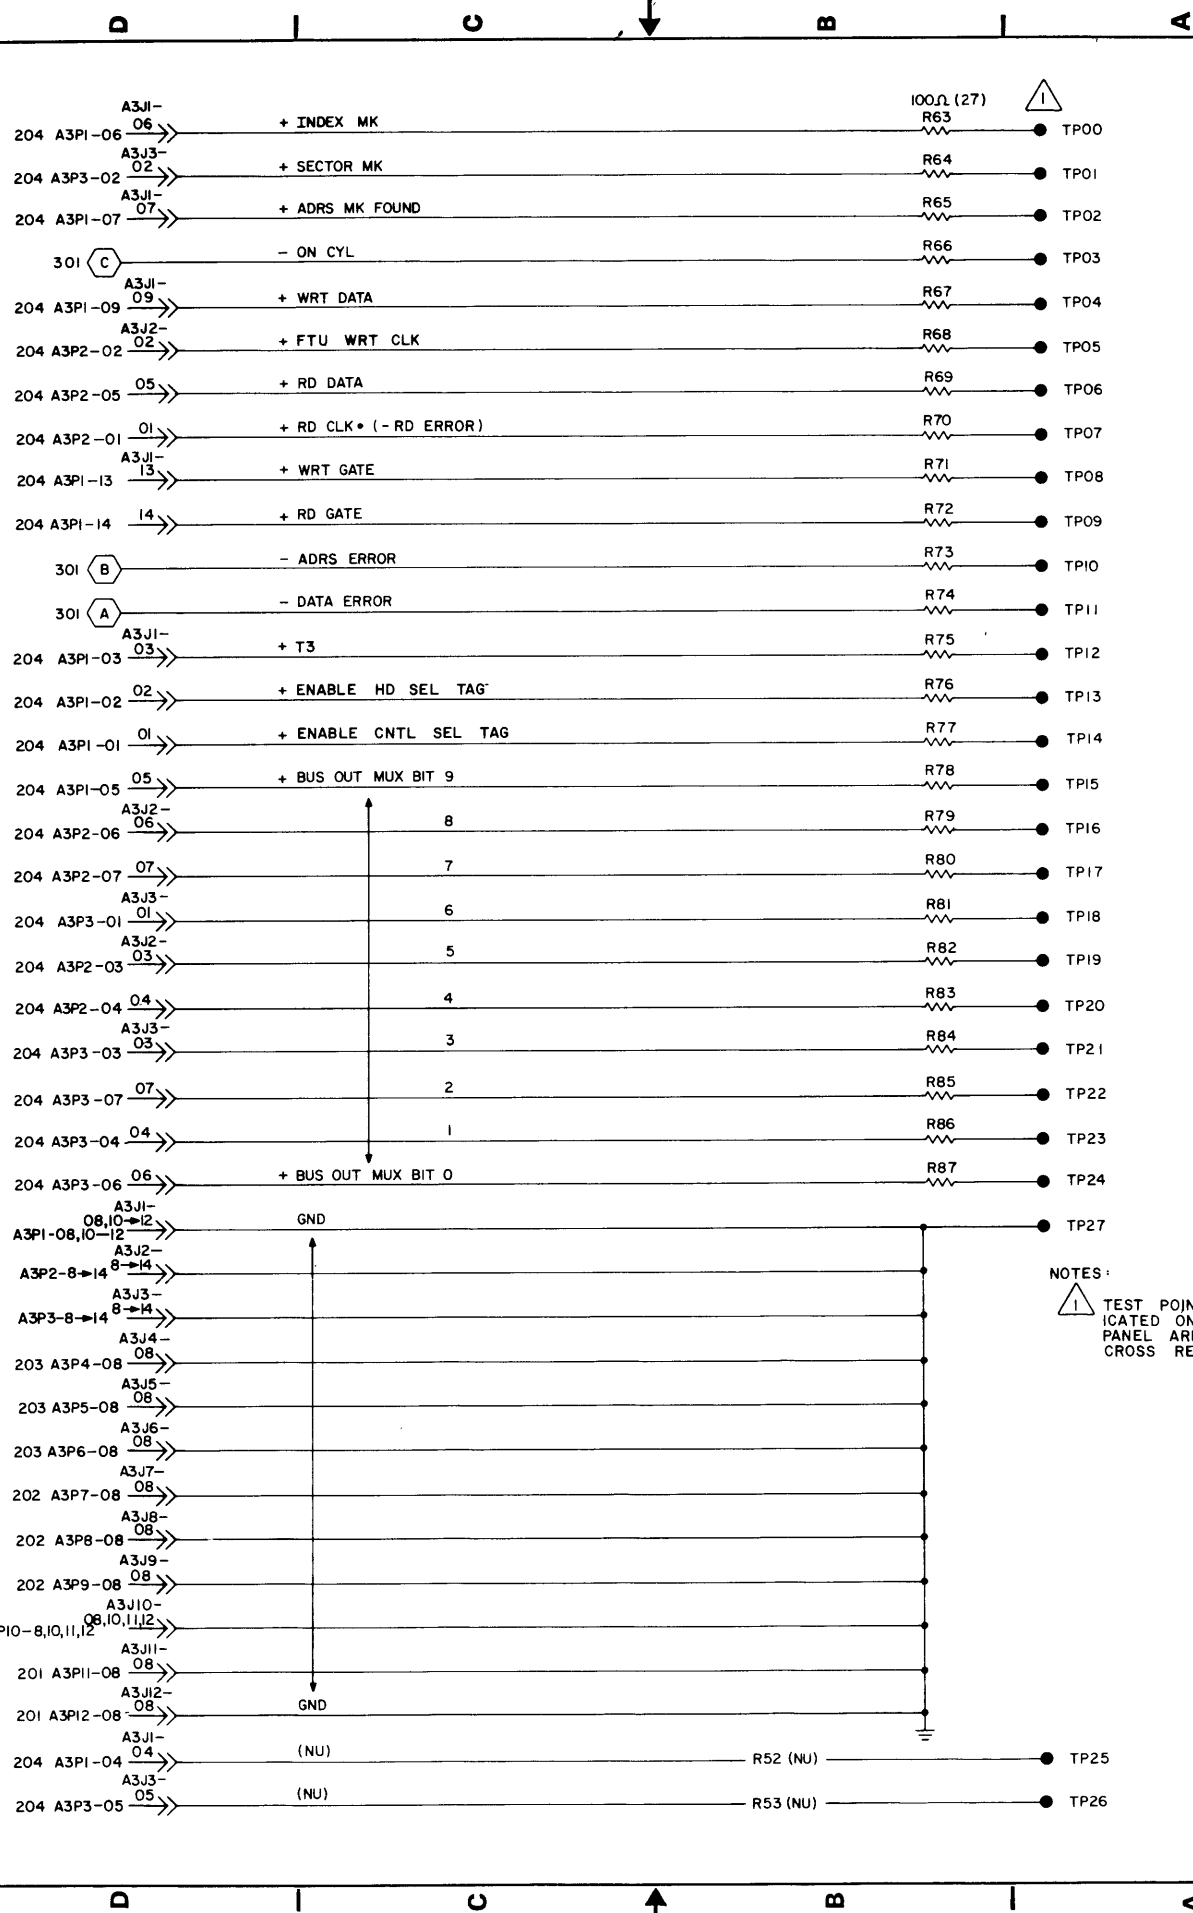 D C B A
100Ω (27) 1
A3J1-
204 A3P1-06 06 + INDEX MK R63 TP00
A3J3-
204 A3P3-02 02 + SECTOR MK R64 TP01
A3J1-
204 A3P1-07 07 + ADRS MK FOUND R65 TP02
301 C - ON CYL R66 TP03
A3J1-
204 A3P1-09 09 + WRT DATA R67 TP04
A3J2-
204 A3P2-02 02 + FTU WRT CLK R68 TP05
204 A3P2-05 05 + RD DATA R69 TP06
204 A3P2-01 01 + RD CLK• (-RD ERROR) R70 TP07
A3J1-
204 A3P1-13 13 + WRT GATE R71 TP08
204 A3P1-14 14 + RD GATE R72 TP09
301 B - ADRS ERROR R73 TP10
301 A - DATA ERROR R74 TP11
A3J1-
204 A3P1-03 03 + T3 R75 TP12
204 A3P1-02 02 + ENABLE HD SEL TAG R76 TP13
204 A3P1-01 01 + ENABLE CNTL SEL TAG R77 TP14
204 A3P1-05 05 + BUS OUT MUX BIT 9 R78 TP15
A3J2-
204 A3P2-06 06 8 R79 TP16
204 A3P2-07 07 7 R80 TP17
A3J3-
204 A3P3-01 01 6 R81 TP18
A3J2-
204 A3P2-03 03 5 R82 TP19
204 A3P2-04 04 4 R83 TP20
A3J3-
204 A3P3-03 03 3 R84 TP21
204 A3P3-07 07 2 R85 TP22
204 A3P3-04 04 1 R86 TP23
204 A3P3-06 06 + BUS OUT MUX BIT 0 R87 TP24
A3J1-
A3P1-08,10—12 08,10→12 GND TP27
A3J2-
A3P2-8→14 8→14
A3J3-
A3P3-8→14 8→14
NOTES:
1 TEST POIN
ICATED ON
PANEL AR
CROSS RE
A3J4-
203 A3P4-08 08
A3J5-
203 A3P5-08 08
A3J6-
203 A3P6-08 08
A3J7-
202 A3P7-08 08
A3J8-
202 A3P8-08 08
A3J9-
202 A3P9-08 08
A3J10-
P10-8,10,11,12 08,10,11,12
A3J11-
201 A3P11-08 08
A3J12-
201 A3P12-08 08 GND
A3J1-
204 A3P1-04 04 (NU) R52 (NU) TP25
A3J3-
204 A3P3-05 05 (NU) R53 (NU) TP26
D C B